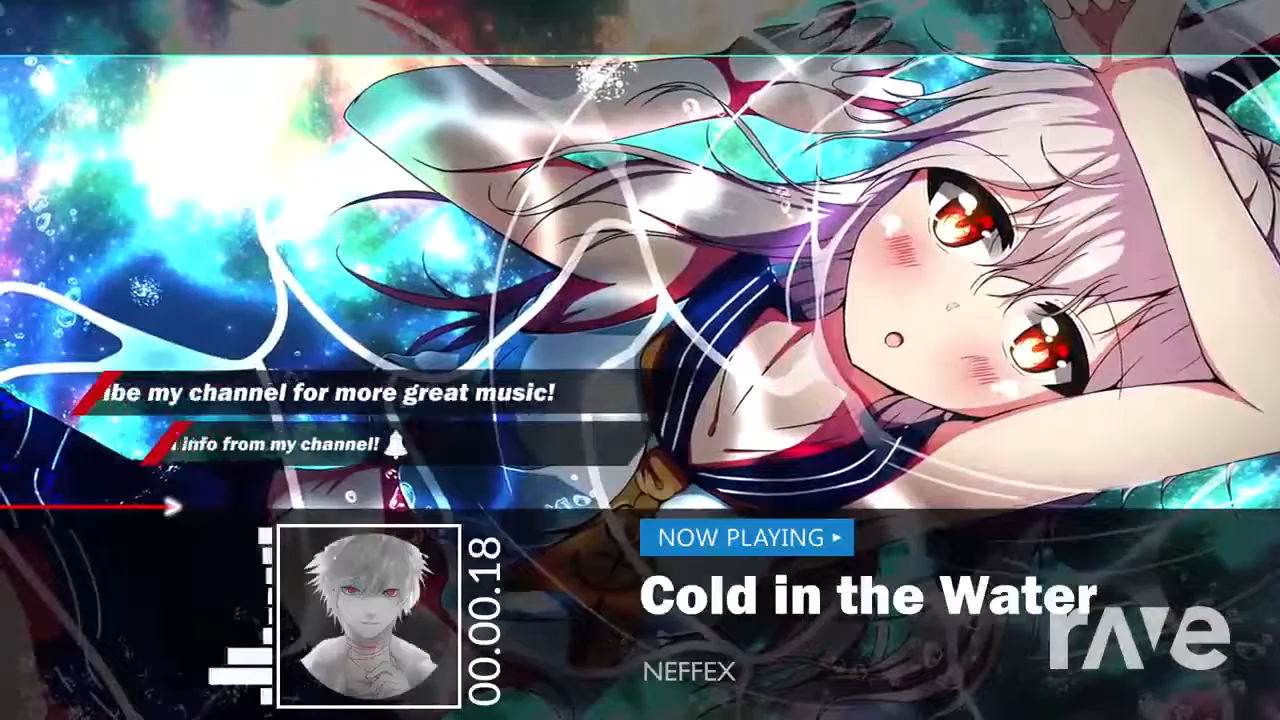 be my channel for more great music!
info from my channel!
00.00.18
NOW PLAYING
Cold in the Water
NEFFEX
rave